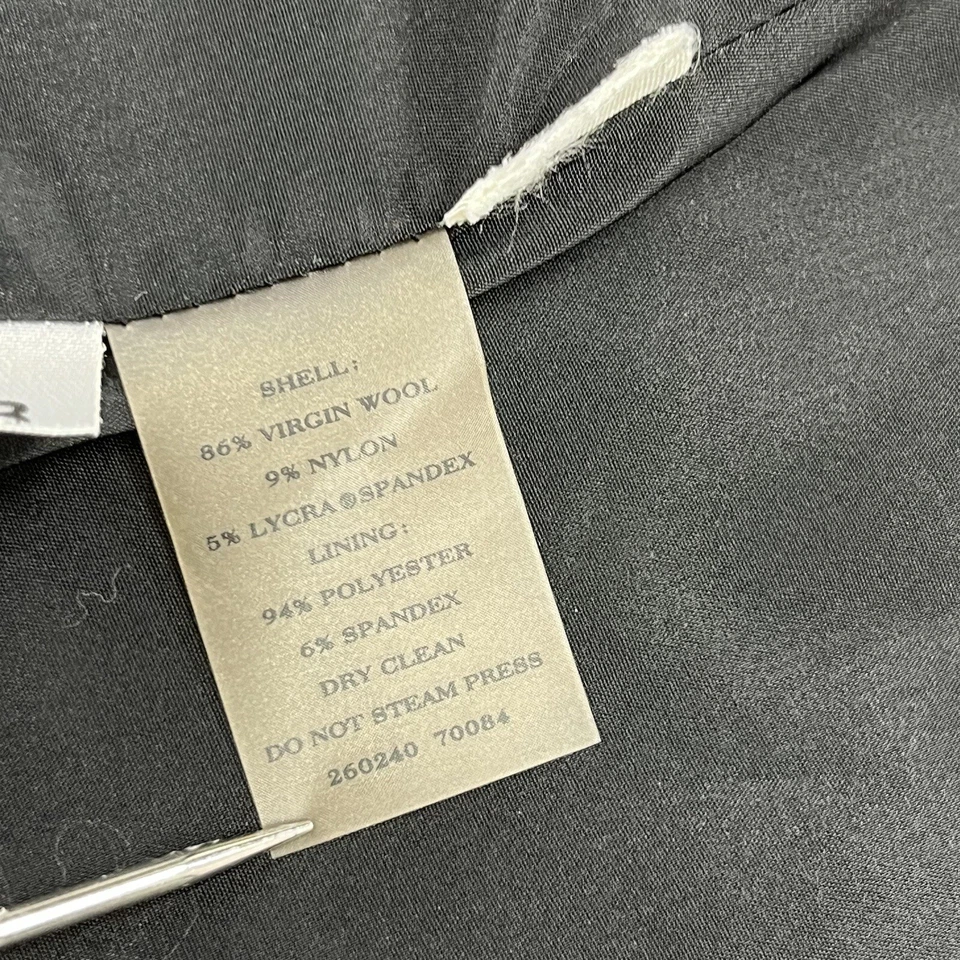 SHELL:
86% VIRGIN WOOL
9% NYLON
5% LYCRA ® SPANDEX
LINING:
94% POLYESTER
6% SPANDEX
DRY CLEAN
DO NOT STEAM PRESS
260240 70084